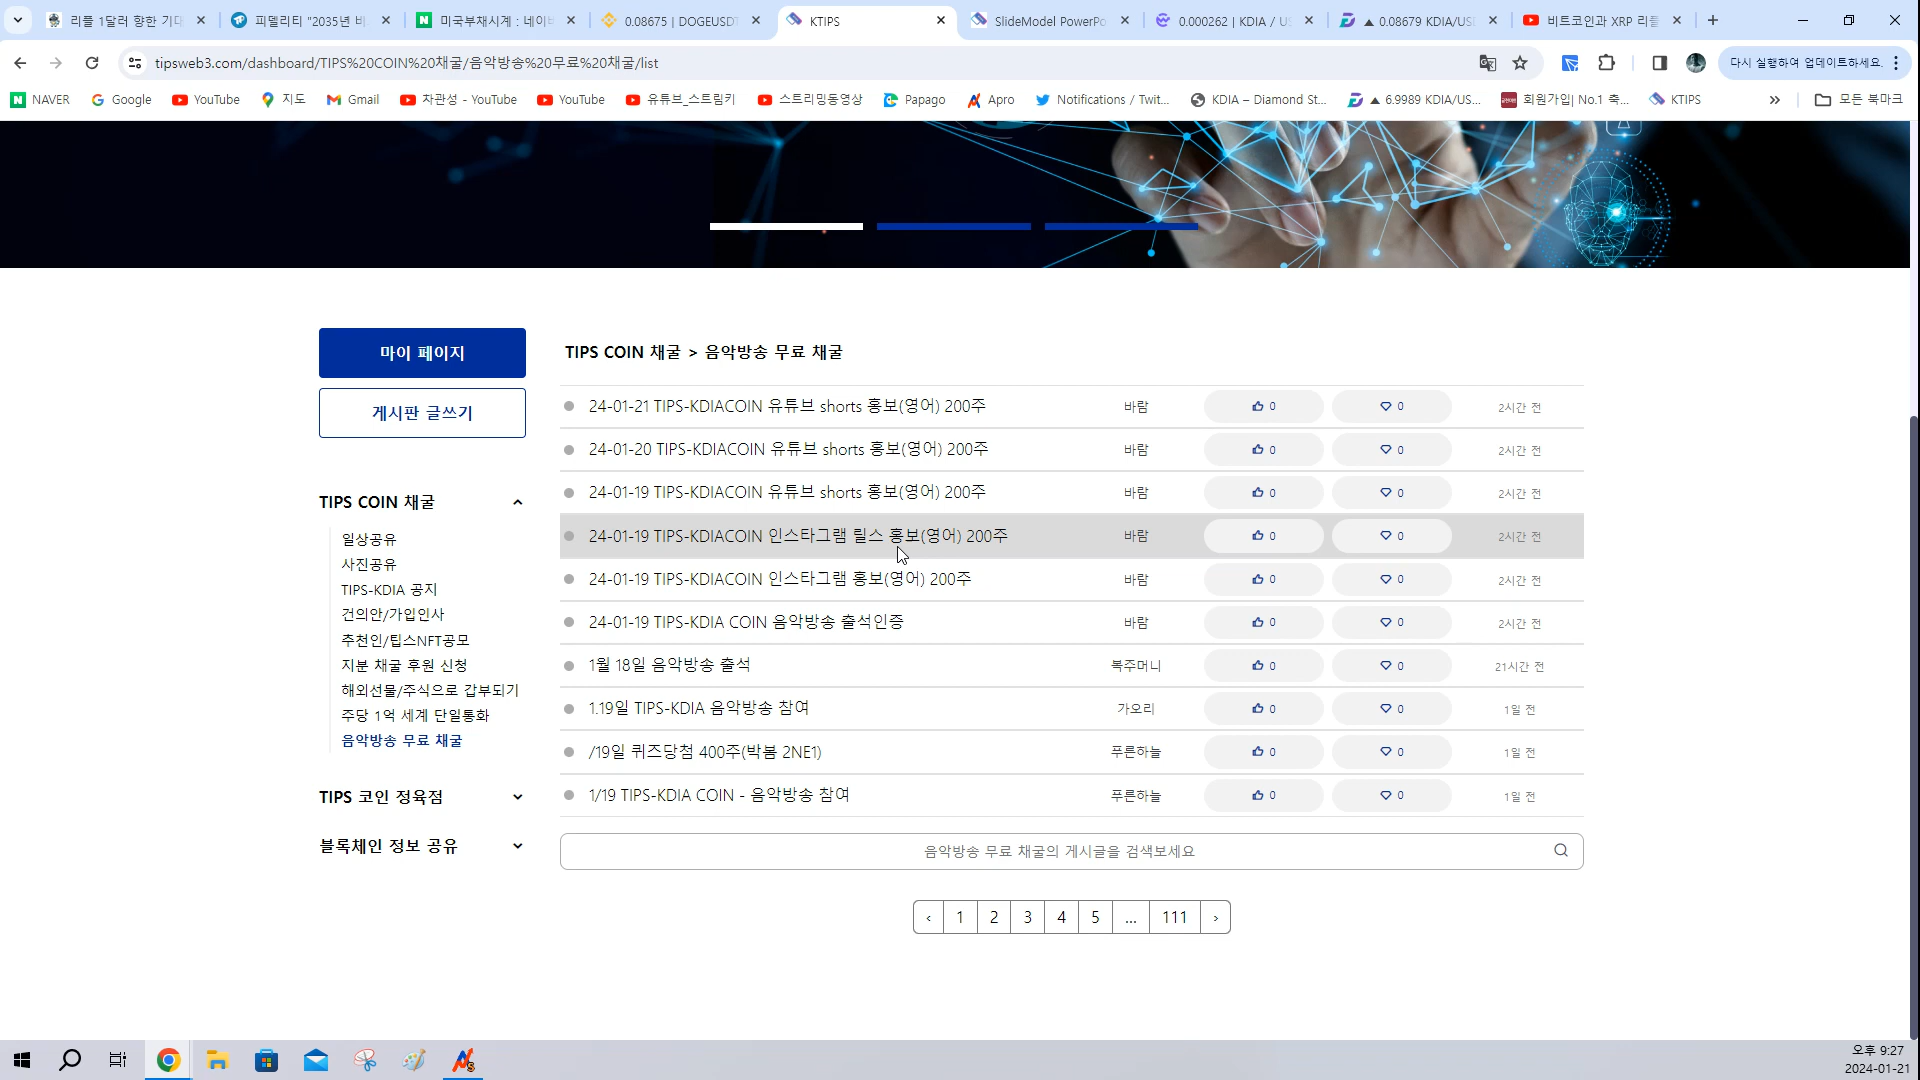 리플 1달러 향한 기대
피델리티 "2035년 비
미국부채시계 : 네이버
0.08675 | DOGEUSDT
KTIPS
SlideModel PowerPo
0.000262 | KDIA / US
▲ 0.08679 KDIA/US
비트코인과 XRP 리플
tipsweb3.com/dashboard/TIPS%20COIN%20채굴/음악방송%20무료%20채굴/list
다시 실행하여 업데이트하세요.
NAVER
Google
YouTube
지도
Gmail
차관성 - YouTube
YouTube
유튜브_스트림키
스트리밍동영상
Papago
Apro
Notifications / Twit...
KDIA – Diamond St...
▲ 6.9989 KDIA/US...
회원가입| No.1 축...
KTIPS
»
모든 북마크
마이 페이지
게시판 글쓰기
TIPS COIN 채굴
일상공유
사진공유
TIPS-KDIA 공지
건의안/가입인사
추천인/팁스NFT공모
지분 채굴 후원 신청
해외선물/주식으로 갑부되기
주당 1억 세계 단일통화
음악방송 무료 채굴
TIPS 코인 정육점
블록체인 정보 공유
TIPS COIN 채굴 > 음악방송 무료 채굴
24-01-21 TIPS-KDIACOIN 유튜브 shorts 홍보(영어) 200주 바람 0 0 2시간 전
24-01-20 TIPS-KDIACOIN 유튜브 shorts 홍보(영어) 200주 바람 0 0 2시간 전
24-01-19 TIPS-KDIACOIN 유튜브 shorts 홍보(영어) 200주 바람 0 0 2시간 전
24-01-19 TIPS-KDIACOIN 인스타그램 릴스 홍보(영어) 200주 바람 0 0 2시간 전
24-01-19 TIPS-KDIACOIN 인스타그램 홍보(영어) 200주 바람 0 0 2시간 전
24-01-19 TIPS-KDIA COIN 음악방송 출석인증 바람 0 0 2시간 전
1월 18일 음악방송 출석 복주머니 0 0 21시간 전
1.19일 TIPS-KDIA 음악방송 참여 가오리 0 0 1일 전
/19일 퀴즈당첨 400주(박봄 2NE1) 푸른하늘 0 0 1일 전
1/19 TIPS-KDIA COIN - 음악방송 참여 푸른하늘 0 0 1일 전
음악방송 무료 채굴의 게시글을 검색보세요
‹ 1 2 3 4 5 ... 111 ›
오후 9:27
2024-01-21